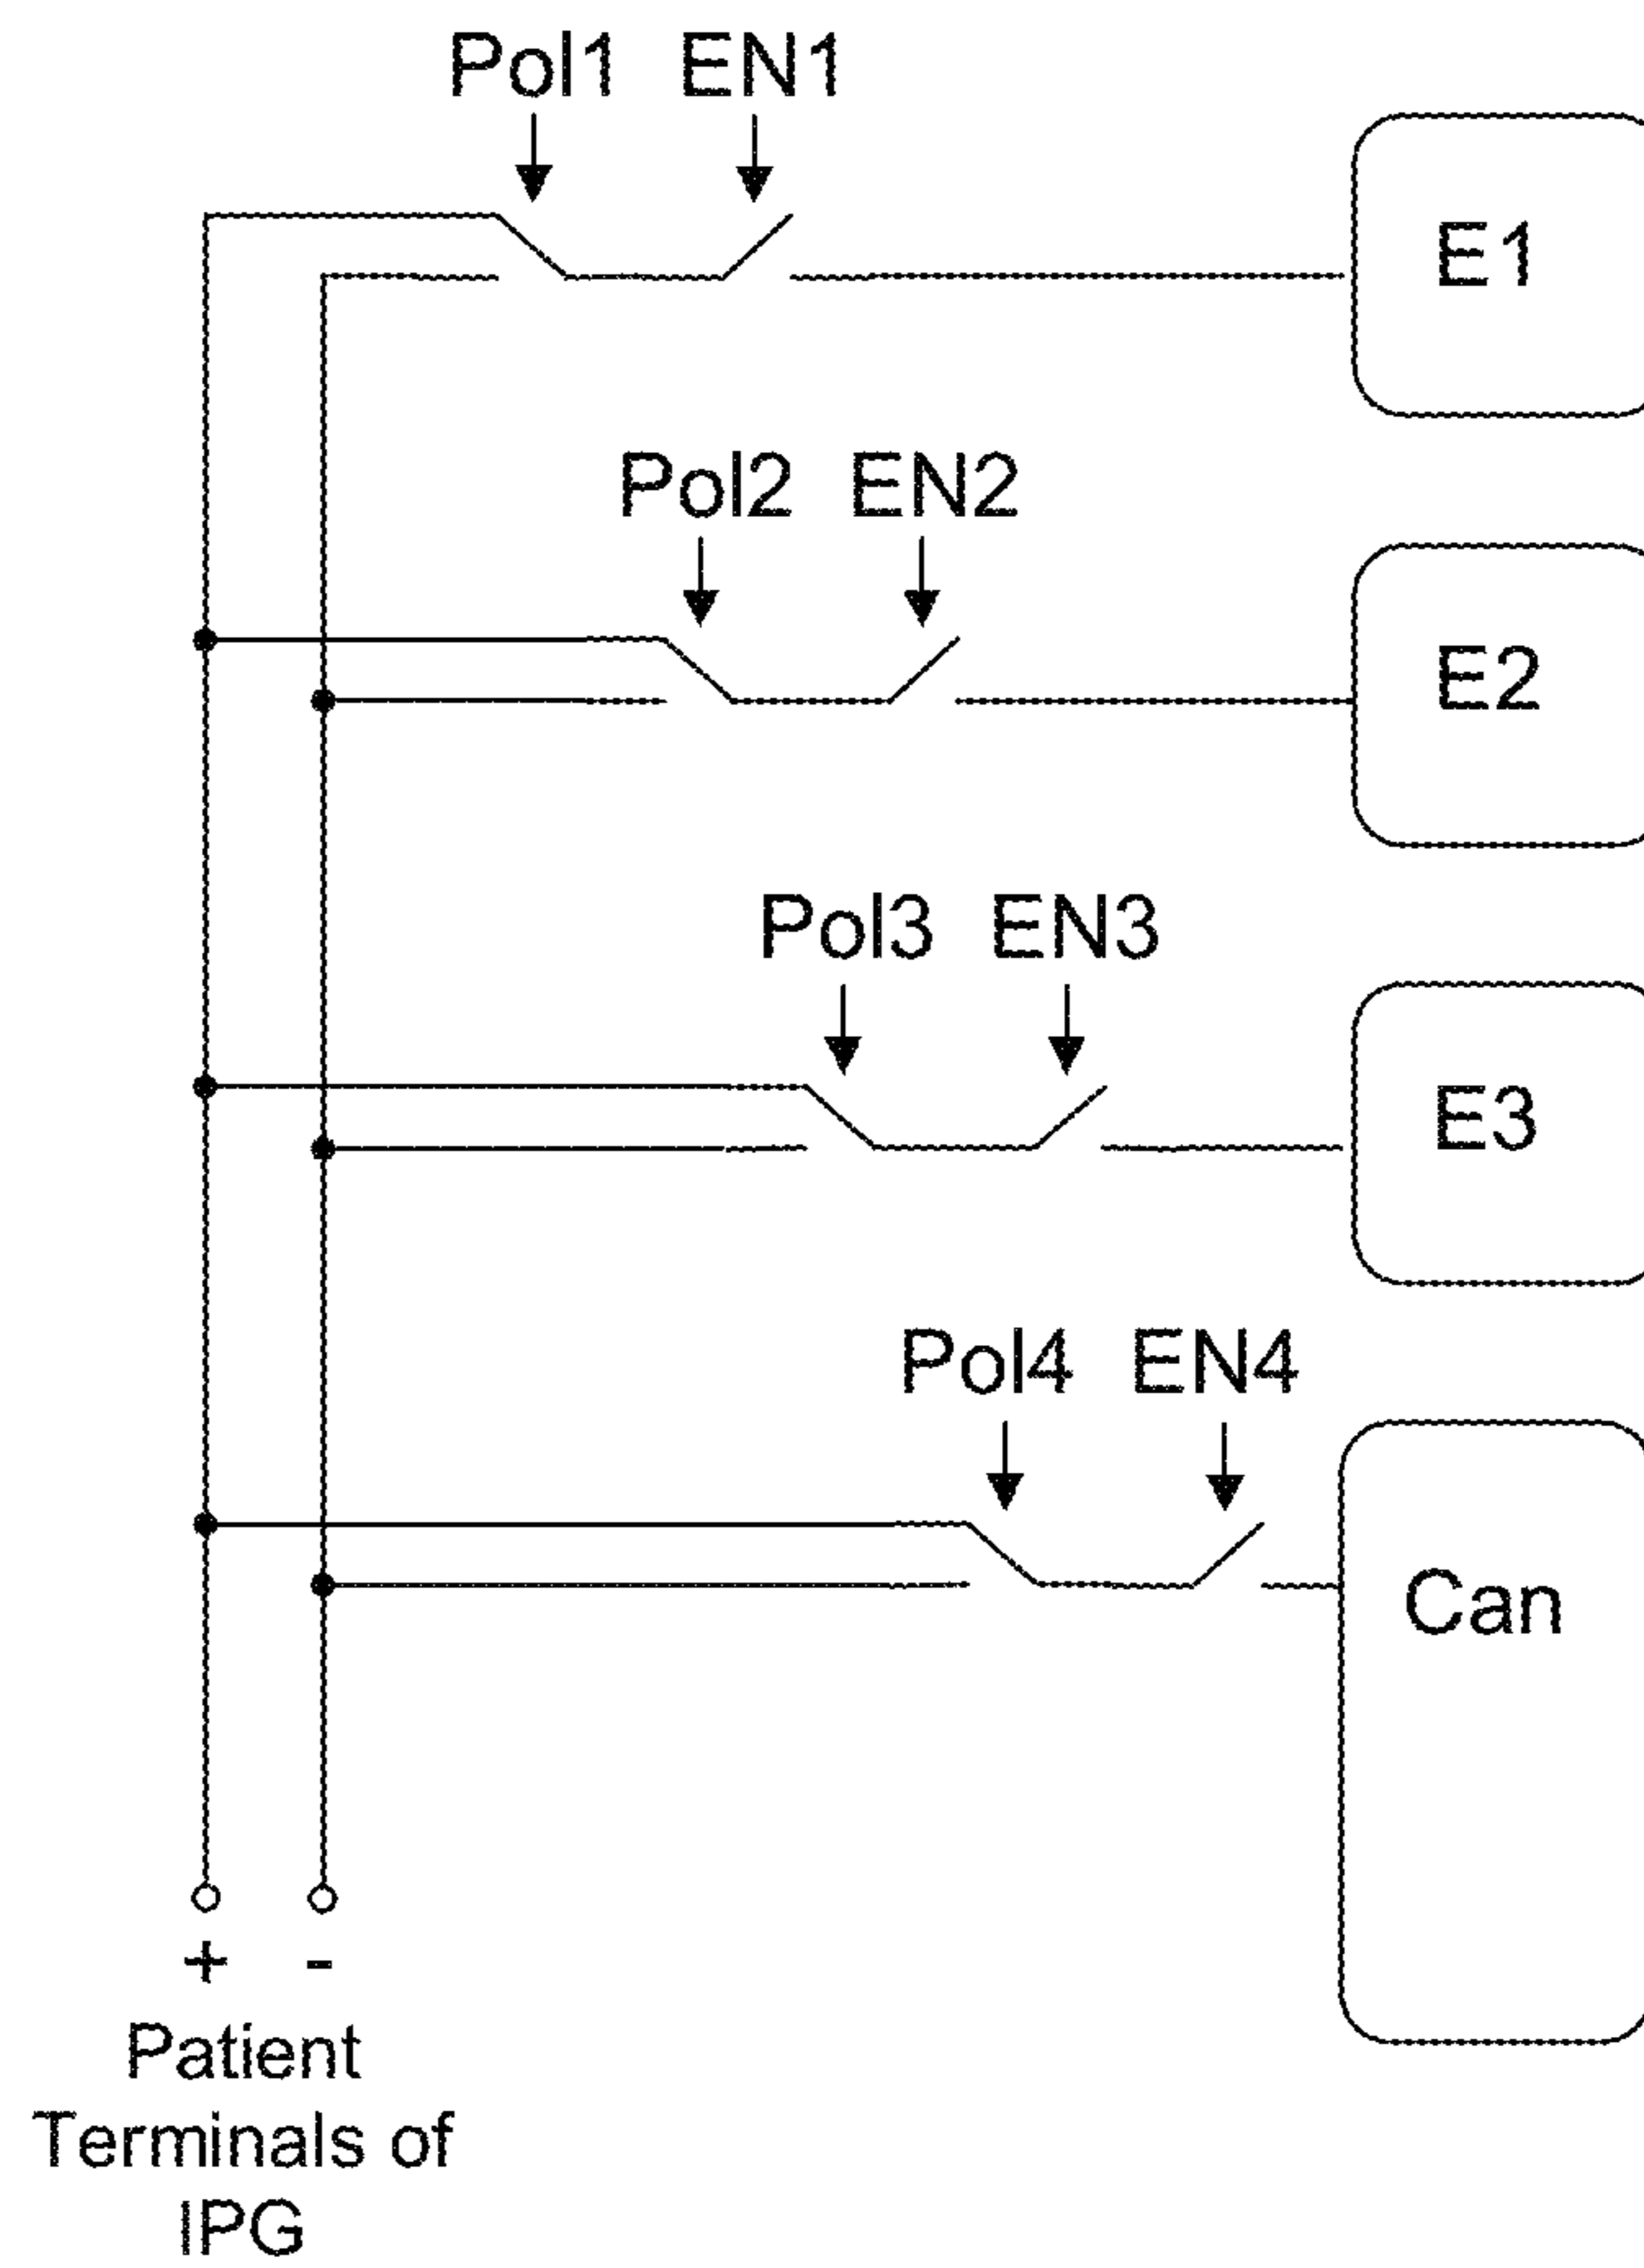 Pol1 EN1
E1
Pol2 EN2
E2
Pol3 EN3
E3
Pol4 EN4
Can
+ -
Patient
Terminals of
IPG